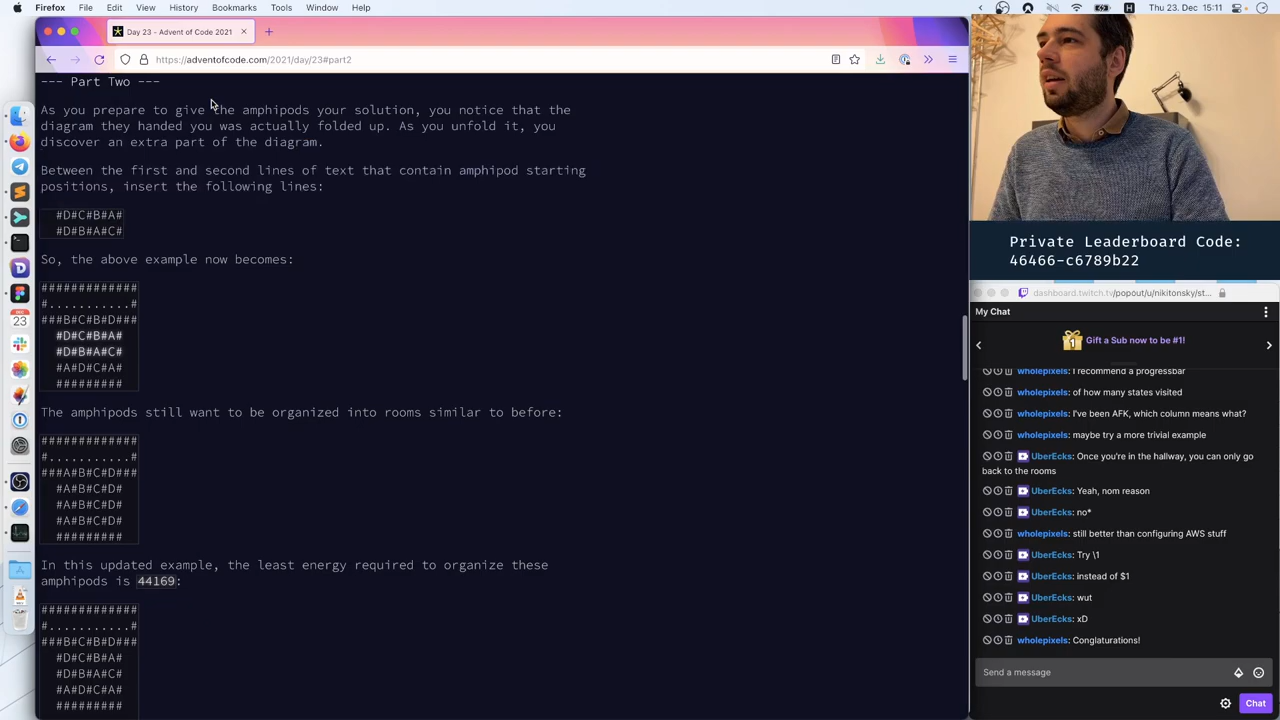 Firefox File Edit View History Bookmarks Tools Window Help
Thu 23. Dec 15:11
Day 23 - Advent of Code 2021
https://adventofcode.com/2021/day/23#part2
--- Part Two ---
As you prepare to give the amphipods your solution, you notice that the
diagram they handed you was actually folded up. As you unfold it, you
discover an extra part of the diagram.
Between the first and second lines of text that contain amphipod starting
positions, insert the following lines:
#D#C#B#A#
#D#B#A#C#
So, the above example now becomes:
#############
#...........#
###B#C#B#D###
#D#C#B#A#
#D#B#A#C#
#A#D#C#A#
#########
The amphipods still want to be organized into rooms similar to before:
#############
#...........#
###A#B#C#D###
#A#B#C#D#
#A#B#C#D#
#A#B#C#D#
#########
In this updated example, the least energy required to organize these
amphipods is 44169:
#############
#...........#
###B#C#B#D###
#D#C#B#A#
#D#B#A#C#
#A#D#C#A#
#########
DEC
23
Private Leaderboard Code:
46466-c6789b22
dashboard.twitch.tv/popout/u/nikitonsky/st...
My Chat
1
Gift a Sub now to be #1!
wholepixels: I recommend a progressbar
wholepixels: of how many states visited
wholepixels: I've been AFK, which column means what?
wholepixels: maybe try a more trivial example
UberEcks: Once you're in the hallway, you can only go
back to the rooms
UberEcks: Yeah, nom reason
UberEcks: no*
wholepixels: still better than configuring AWS stuff
UberEcks: Try \1
UberEcks: instead of $1
UberEcks: wut
UberEcks: xD
wholepixels: Conglaturations!
Send a message
Chat